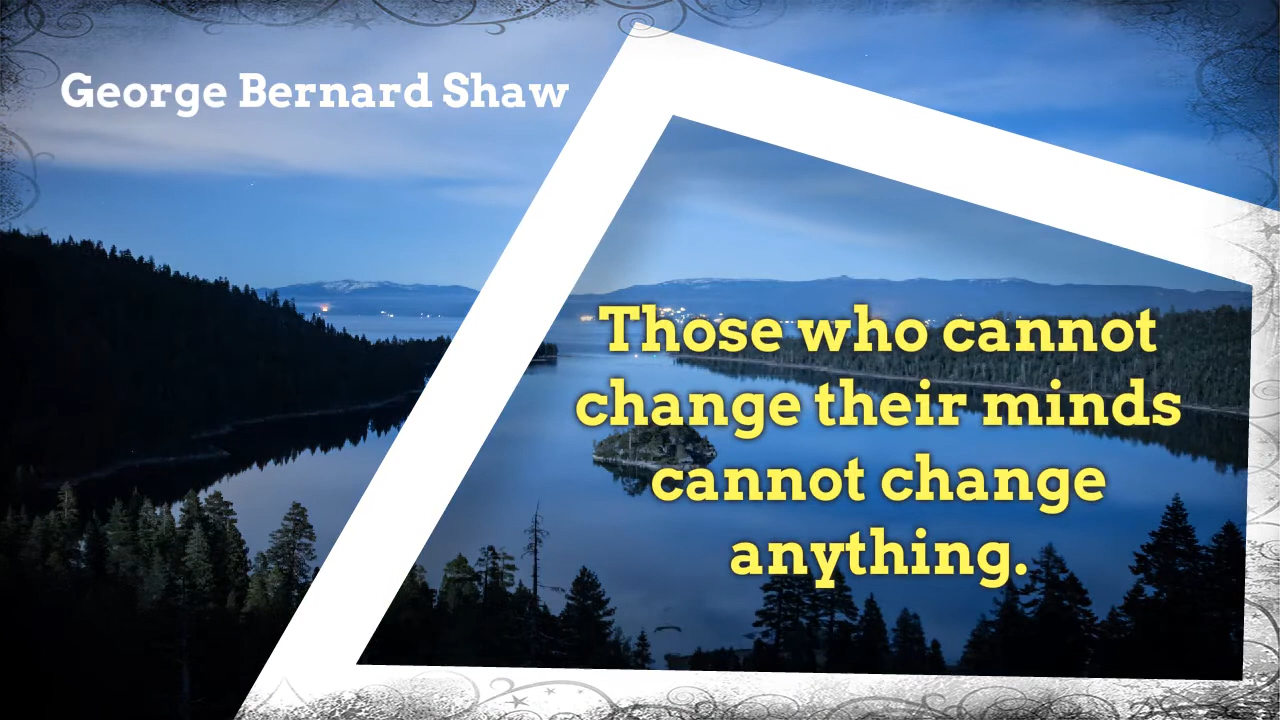 George Bernard Shaw
Those who cannot
change their minds
cannot change
anything.